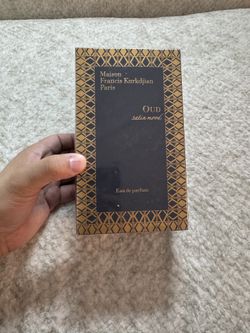 Maison
Francis Kurkdjian
Paris
OUD
satin mood
Eau de parfum